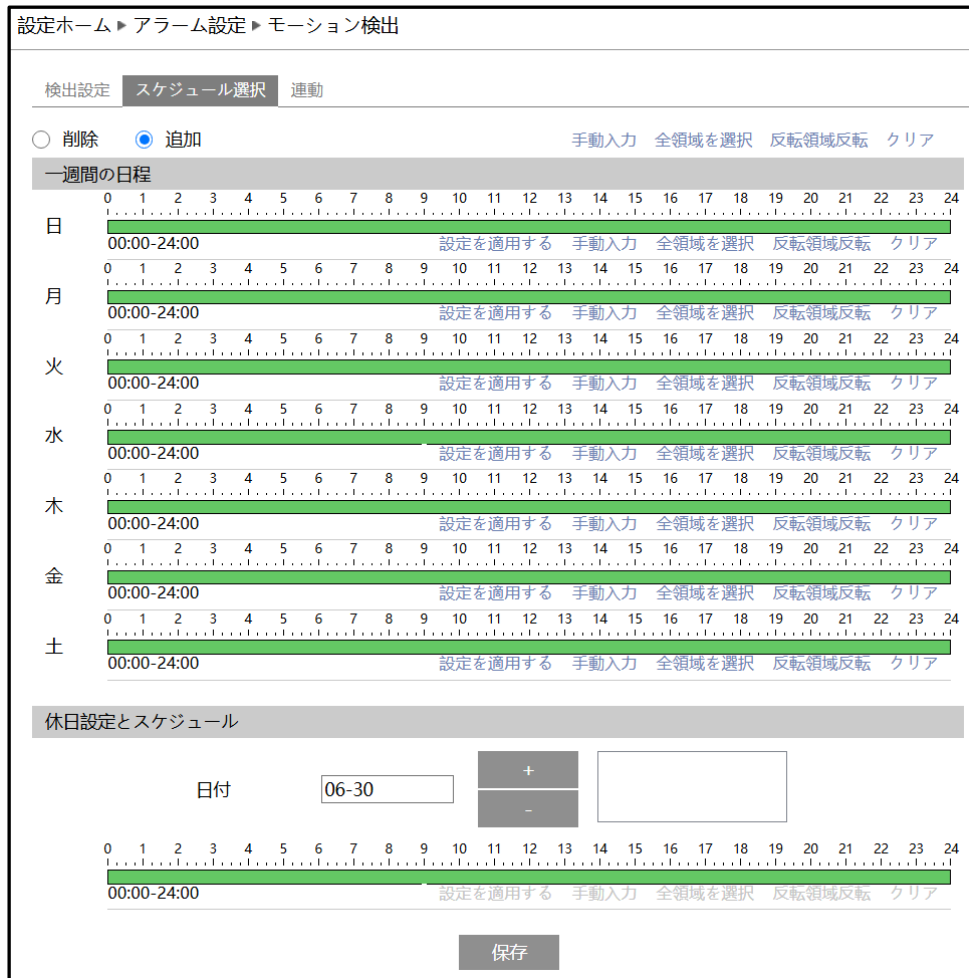 設定ホーム ▶ アラーム設定 ▶ モーション検出
検出設定 スケジュール選択 連動
削除 追加 手動入力 全領域を選択 反転領域反転 クリア
一週間の日程
0 1 2 3 4 5 6 7 8 9 10 11 12 13 14 15 16 17 18 19 20 21 22 23 24
日
00:00-24:00 設定を適用する 手動入力 全領域を選択 反転領域反転 クリア
0 1 2 3 4 5 6 7 8 9 10 11 12 13 14 15 16 17 18 19 20 21 22 23 24
月
00:00-24:00 設定を適用する 手動入力 全領域を選択 反転領域反転 クリア
0 1 2 3 4 5 6 7 8 9 10 11 12 13 14 15 16 17 18 19 20 21 22 23 24
火
00:00-24:00 設定を適用する 手動入力 全領域を選択 反転領域反転 クリア
0 1 2 3 4 5 6 7 8 9 10 11 12 13 14 15 16 17 18 19 20 21 22 23 24
水
00:00-24:00 設定を適用する 手動入力 全領域を選択 反転領域反転 クリア
0 1 2 3 4 5 6 7 8 9 10 11 12 13 14 15 16 17 18 19 20 21 22 23 24
木
00:00-24:00 設定を適用する 手動入力 全領域を選択 反転領域反転 クリア
0 1 2 3 4 5 6 7 8 9 10 11 12 13 14 15 16 17 18 19 20 21 22 23 24
金
00:00-24:00 設定を適用する 手動入力 全領域を選択 反転領域反転 クリア
0 1 2 3 4 5 6 7 8 9 10 11 12 13 14 15 16 17 18 19 20 21 22 23 24
土
00:00-24:00 設定を適用する 手動入力 全領域を選択 反転領域反転 クリア
休日設定とスケジュール
+
日付 06-30
-
0 1 2 3 4 5 6 7 8 9 10 11 12 13 14 15 16 17 18 19 20 21 22 23 24
00:00-24:00 設定を適用する 手動入力 全領域を選択 反転領域反転 クリア
保存